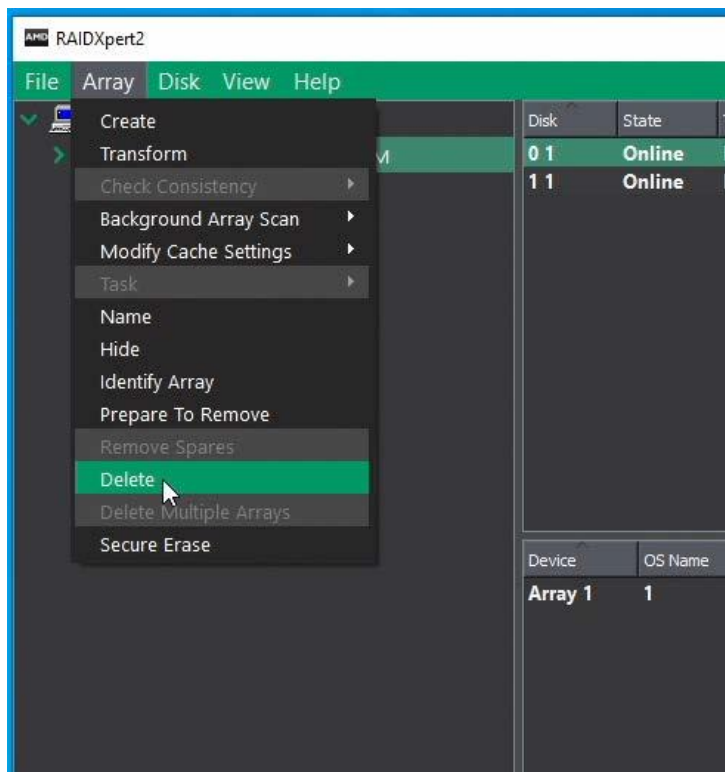 AMD RAIDXpert2
File Array Disk View Help
Create
Transform
M
Check Consistency
Background Array Scan
Modify Cache Settings
Task
Name
Hide
Identify Array
Prepare To Remove
Remove Spares
Delete
Delete Multiple Arrays
Secure Erase
Disk State
0 1 Online
1 1 Online
Device OS Name
Array 1 1